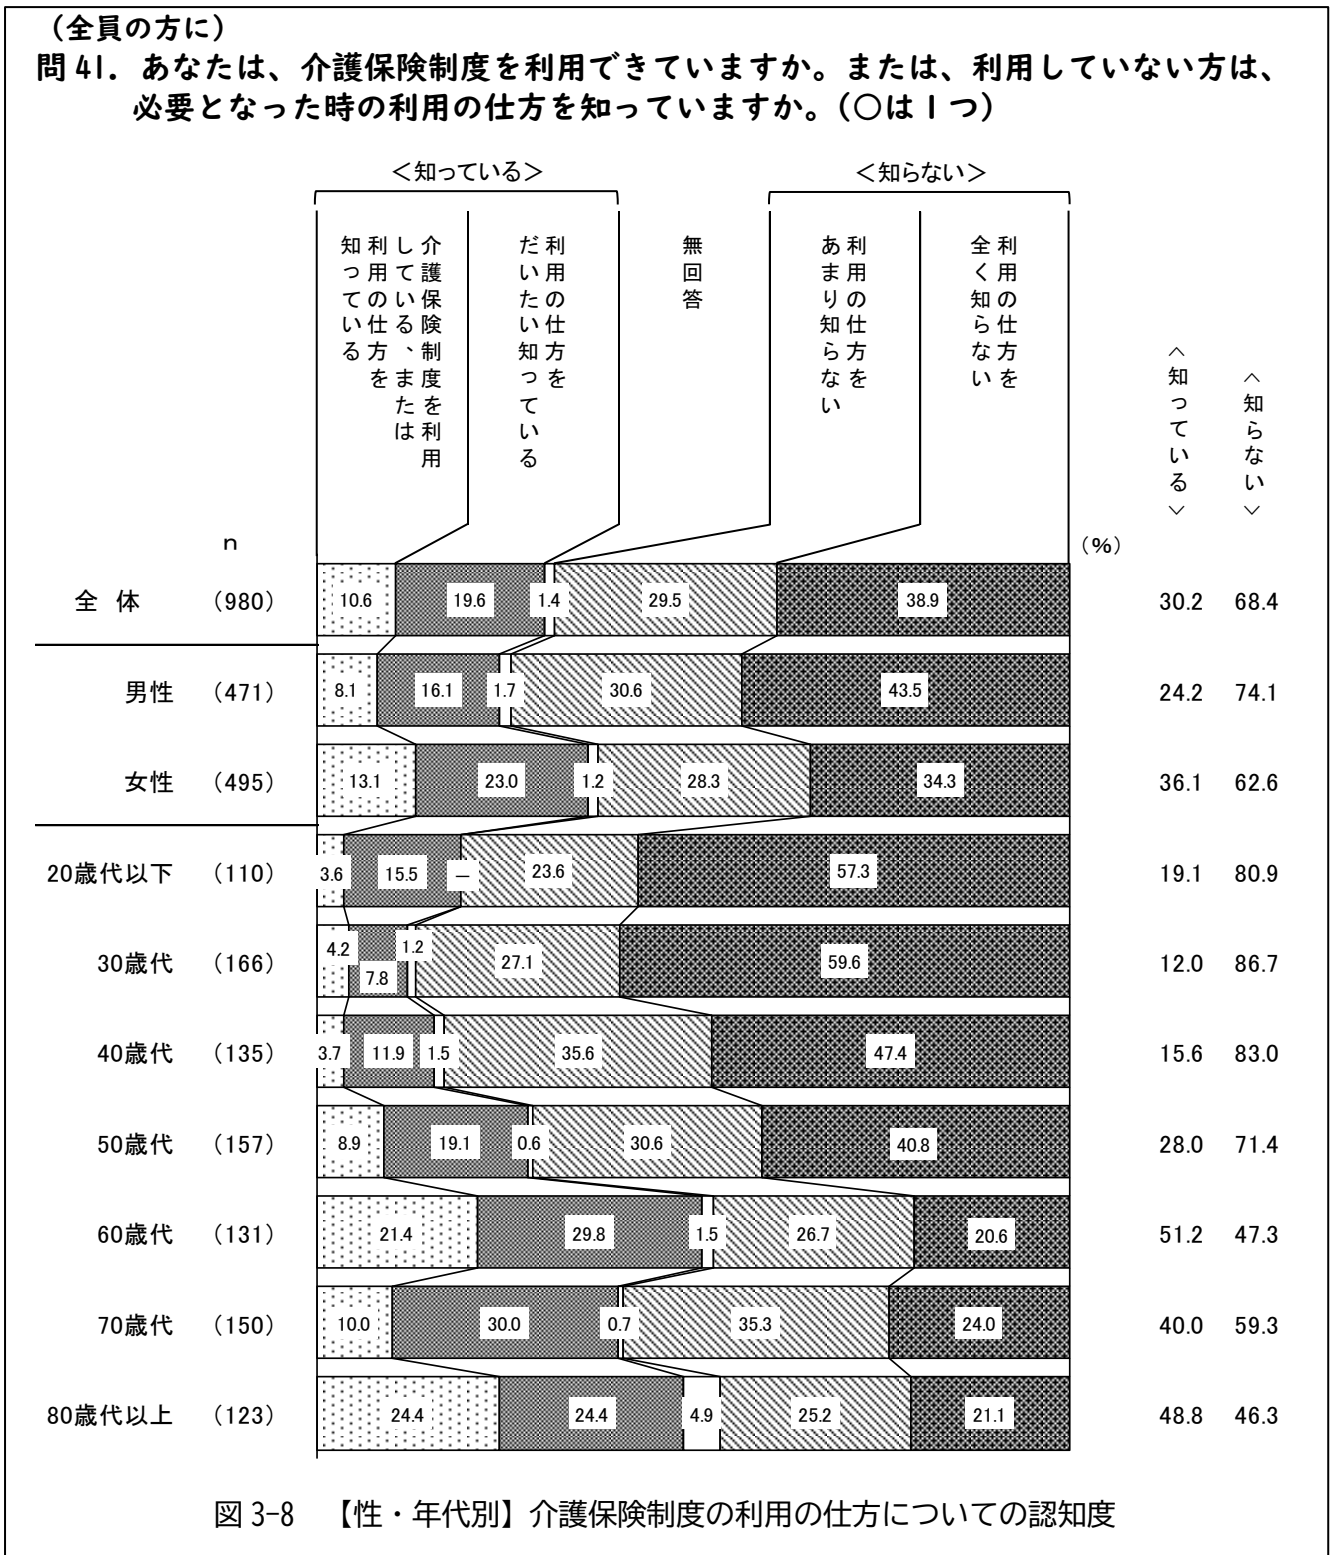 （全員の方に）
問41．あなたは、介護保険制度を利用できていますか。または、利用していない方は、
必要となった時の利用の仕方を知っていますか。（○は１つ）
＜知っている＞ ＜知らない＞
介護保険制度を利用
している、または
利用の仕方を
知っている
利用の仕方を
だいたい知っている
無回答
利用の仕方を
あまり知らない
利用の仕方を
全く知らない
＜知っている＞
＜知らない＞
ｎ （%）
全 体 （980） 10.6 19.6 1.4 29.5 38.9 30.2 68.4
男性 （471） 8.1 16.1 1.7 30.6 43.5 24.2 74.1
女性 （495） 13.1 23.0 1.2 28.3 34.3 36.1 62.6
20歳代以下 （110） 3.6 15.5 － 23.6 57.3 19.1 80.9
30歳代 （166） 4.2 7.8 1.2 27.1 59.6 12.0 86.7
40歳代 （135） 3.7 11.9 1.5 35.6 47.4 15.6 83.0
50歳代 （157） 8.9 19.1 0.6 30.6 40.8 28.0 71.4
60歳代 （131） 21.4 29.8 1.5 26.7 20.6 51.2 47.3
70歳代 （150） 10.0 30.0 0.7 35.3 24.0 40.0 59.3
80歳代以上 （123） 24.4 24.4 4.9 25.2 21.1 48.8 46.3
図 3-8 【性・年代別】介護保険制度の利用の仕方についての認知度